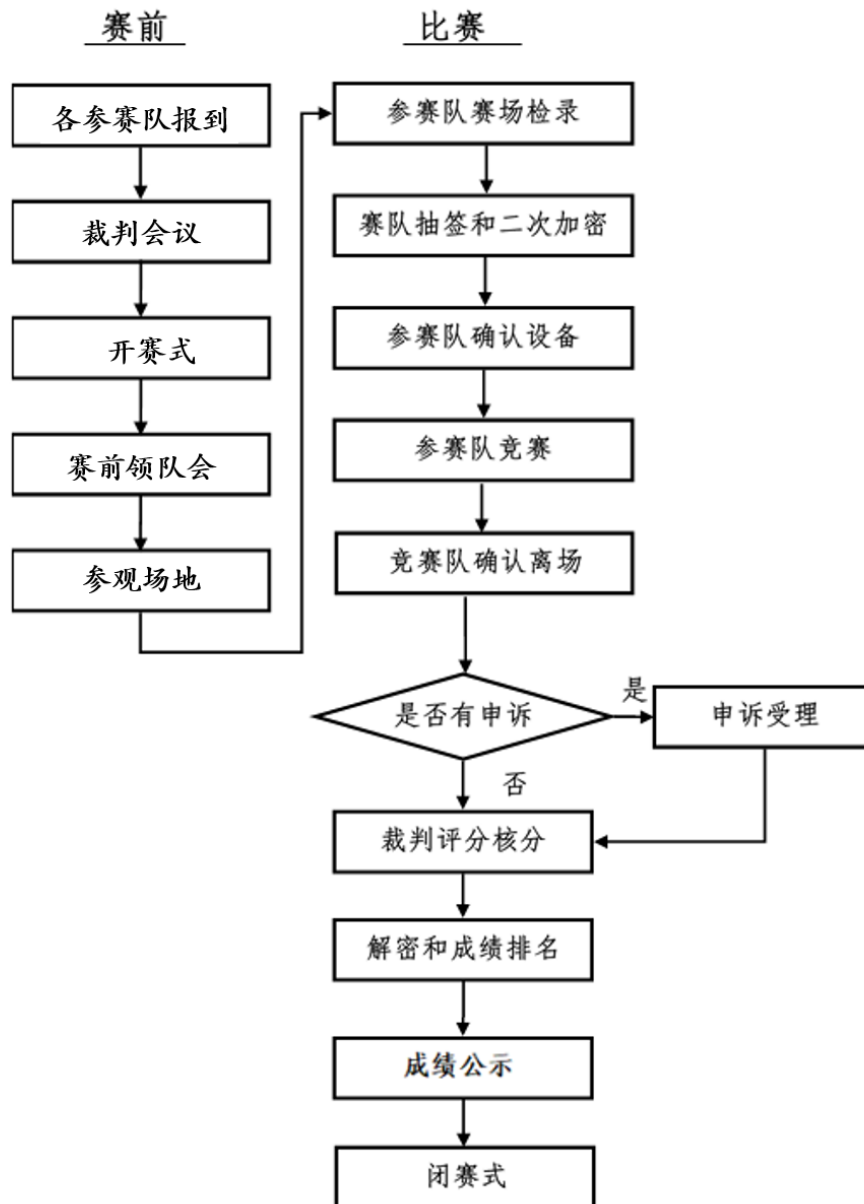 赛前
比赛
各参赛队报到
裁判会议
开赛式
赛前领队会
参观场地
参赛队赛场检录
赛队抽签和二次加密
参赛队确认设备
参赛队竞赛
竞赛队确认离场
是否有申诉
是
申诉受理
否
裁判评分核分
解密和成绩排名
成绩公示
闭赛式